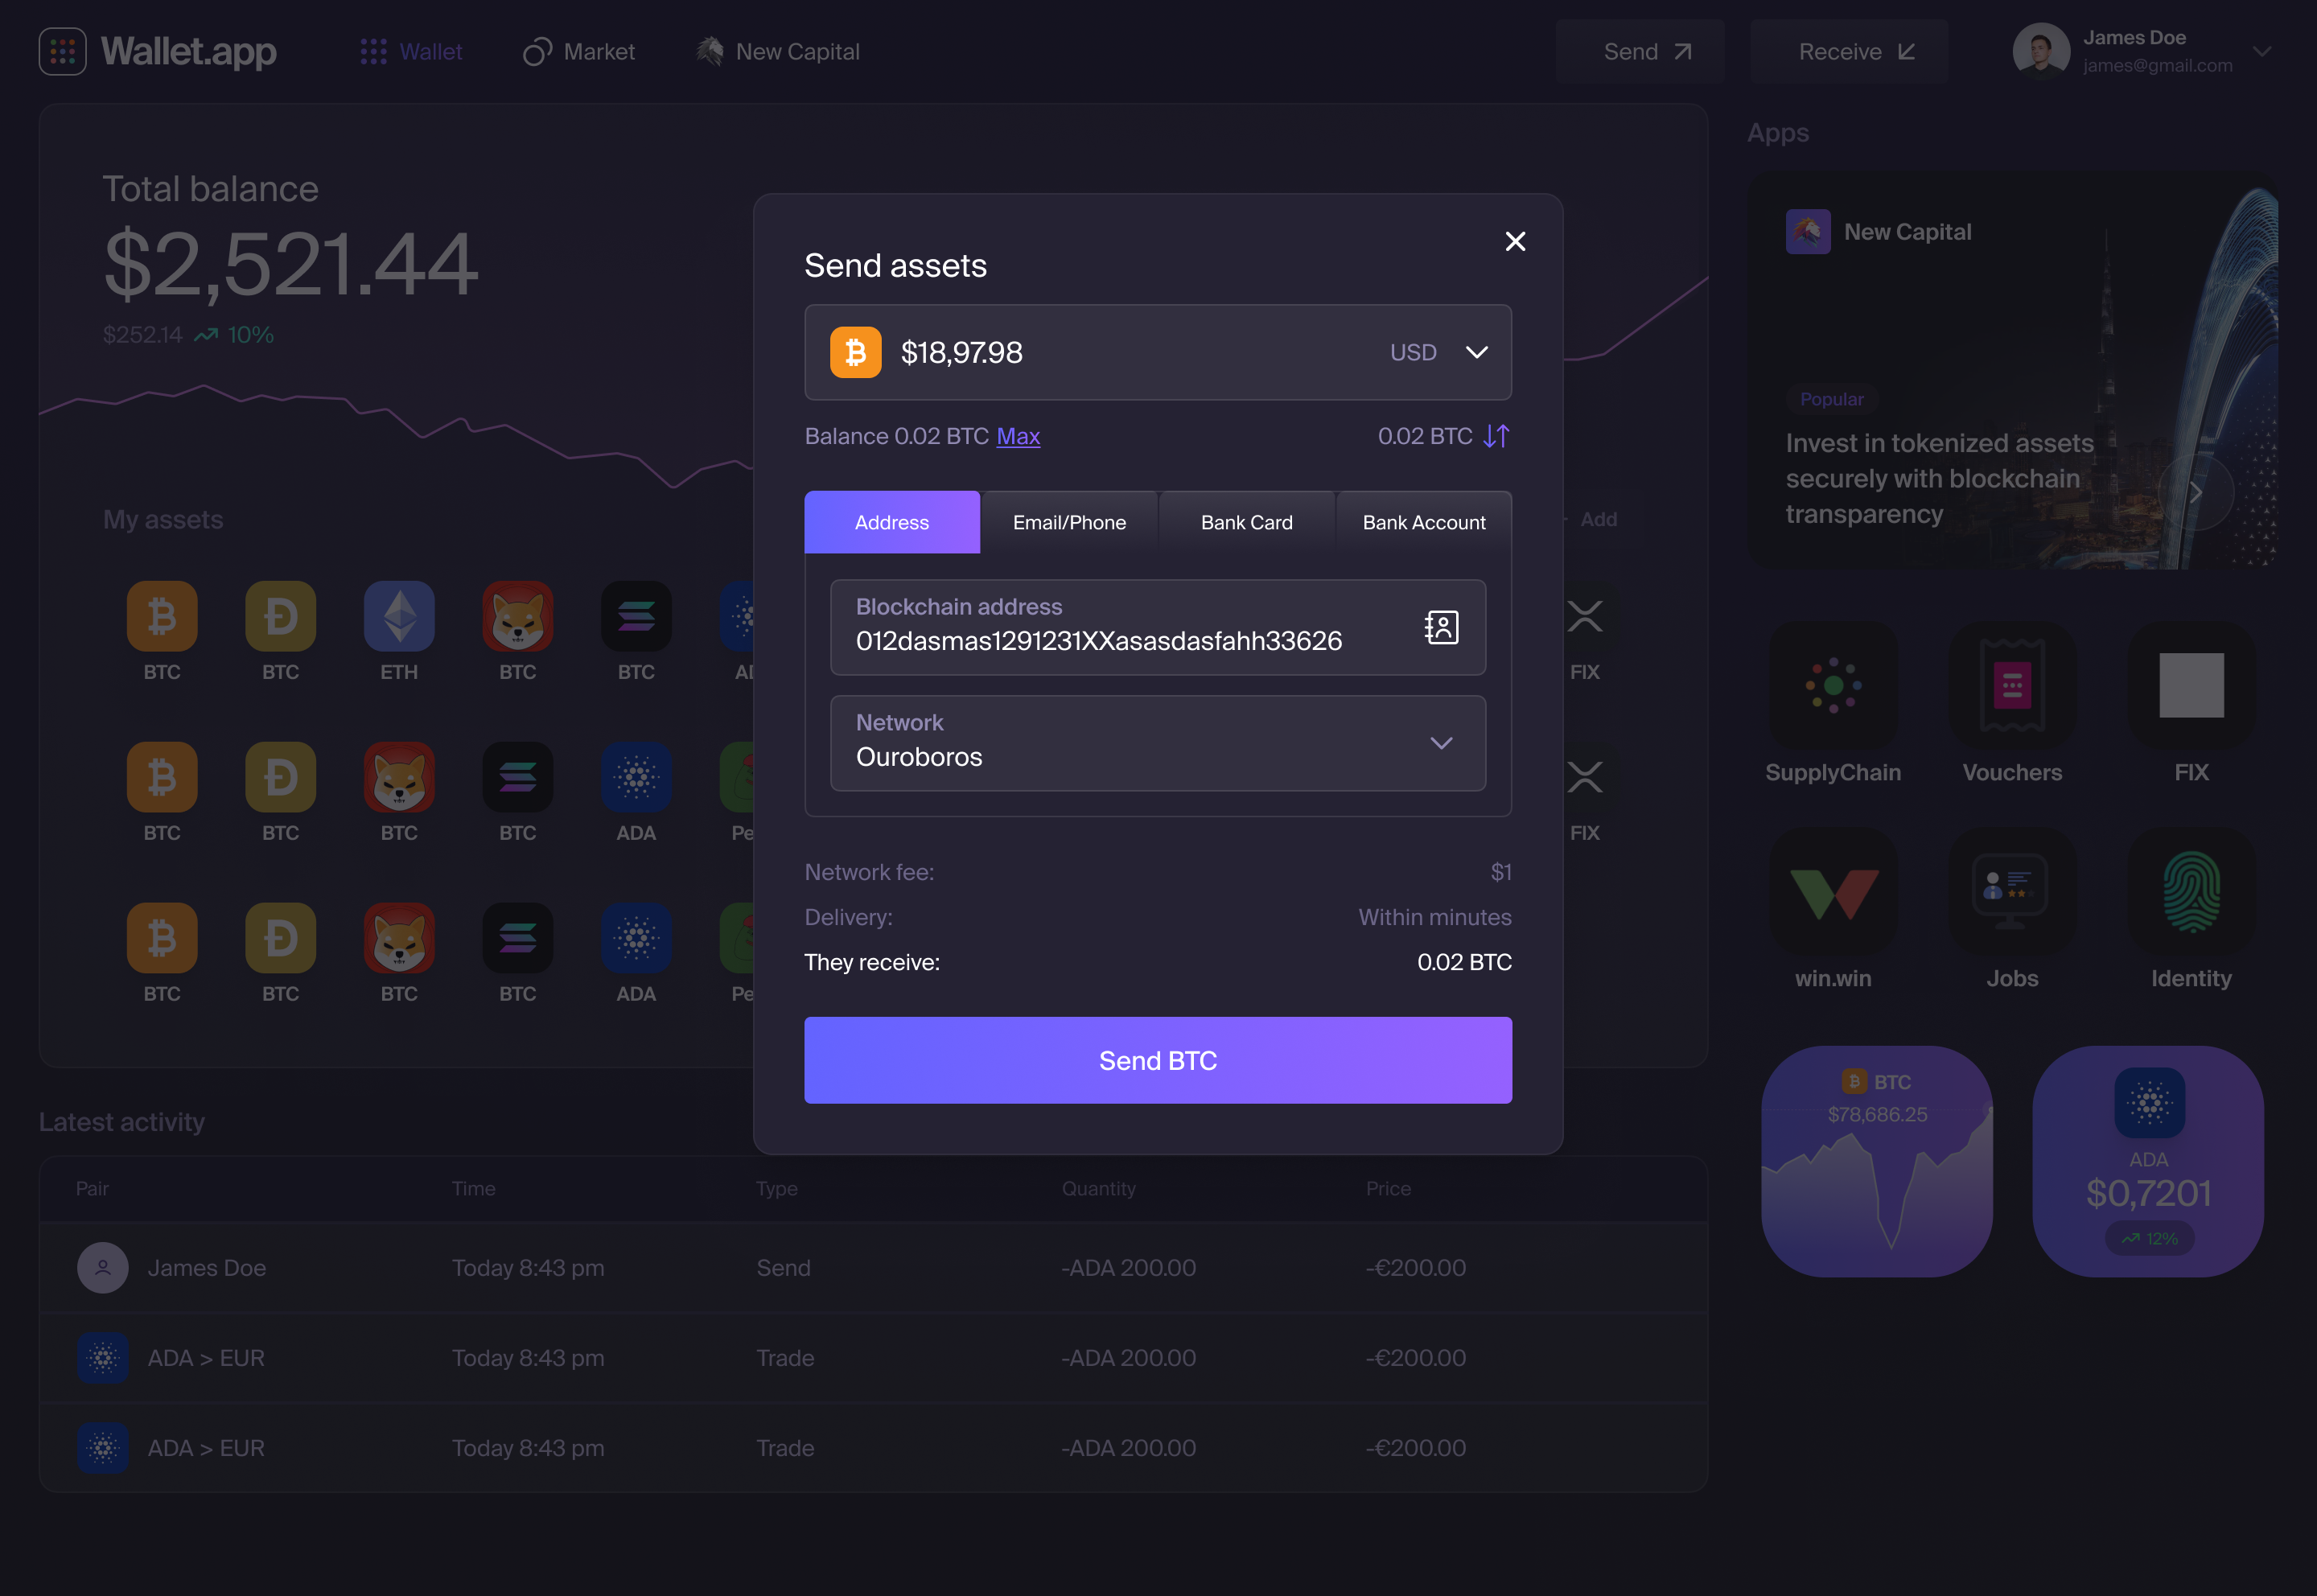 Wallet.app
Wallet
Market
New Capital
Send
Receive
James Doe
james@gmail.com
Total balance
$2,521.44
$252.14 10%
My assets
Add
BTC BTC ETH BTC BTC FIX
BTC BTC BTC BTC ADA Pe FIX
BTC BTC BTC BTC ADA Pe
Send assets
$18,97.98 USD
Balance 0.02 BTC Max 0.02 BTC
Address Email/Phone Bank Card Bank Account
Blockchain address
012dasmas1291231XXasasdasfahh33626
Network
Ouroboros
Network fee: $1
Delivery: Within minutes
They receive: 0.02 BTC
Send BTC
Apps
New Capital
Popular
Invest in tokenized assets
securely with blockchain
transparency
SupplyChain Vouchers FIX
win.win Jobs Identity
BTC
$78,686.25
ADA
$0,7201
12%
Latest activity
Pair Time Type Quantity Price
James Doe Today 8:43 pm Send -ADA 200.00 -€200.00
ADA > EUR Today 8:43 pm Trade -ADA 200.00 -€200.00
ADA > EUR Today 8:43 pm Trade -ADA 200.00 -€200.00